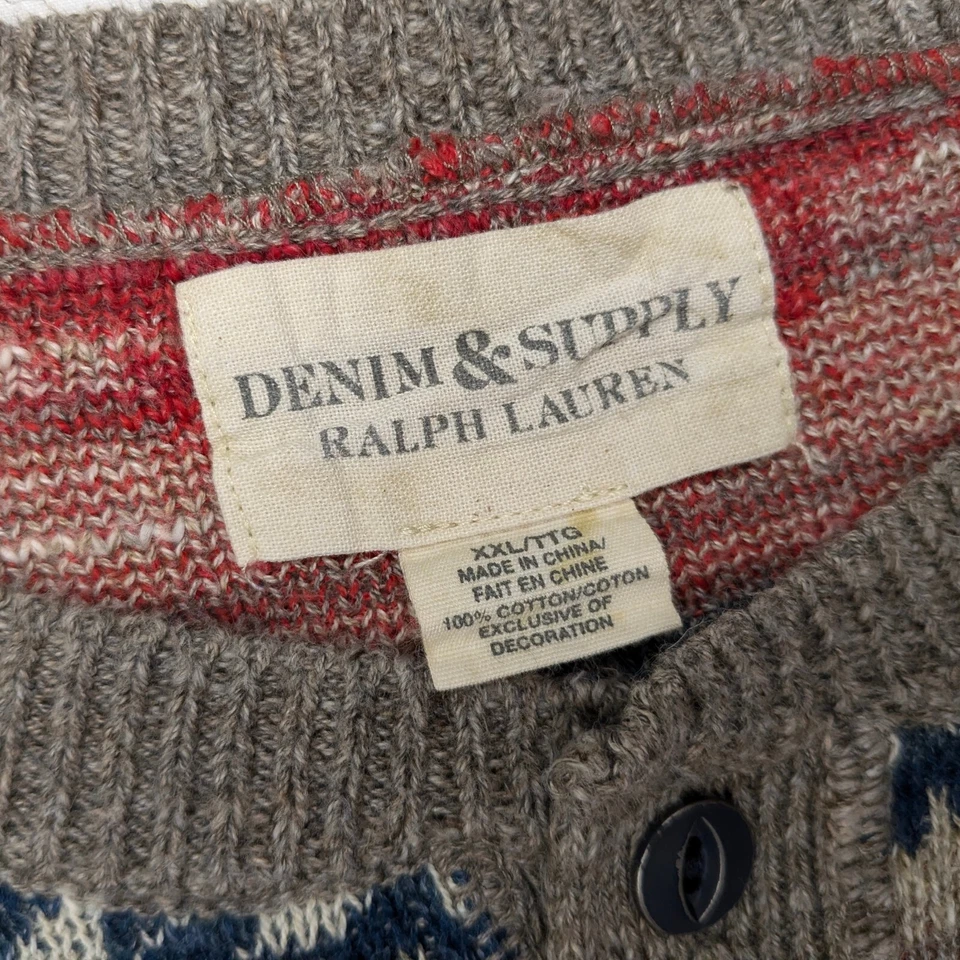 DENIM & SUPPLY
RALPH LAUREN
XXL/TTG
MADE IN CHINA/
FAIT EN CHINE
100% COTTON/COTON
EXCLUSIVE OF
DECORATION